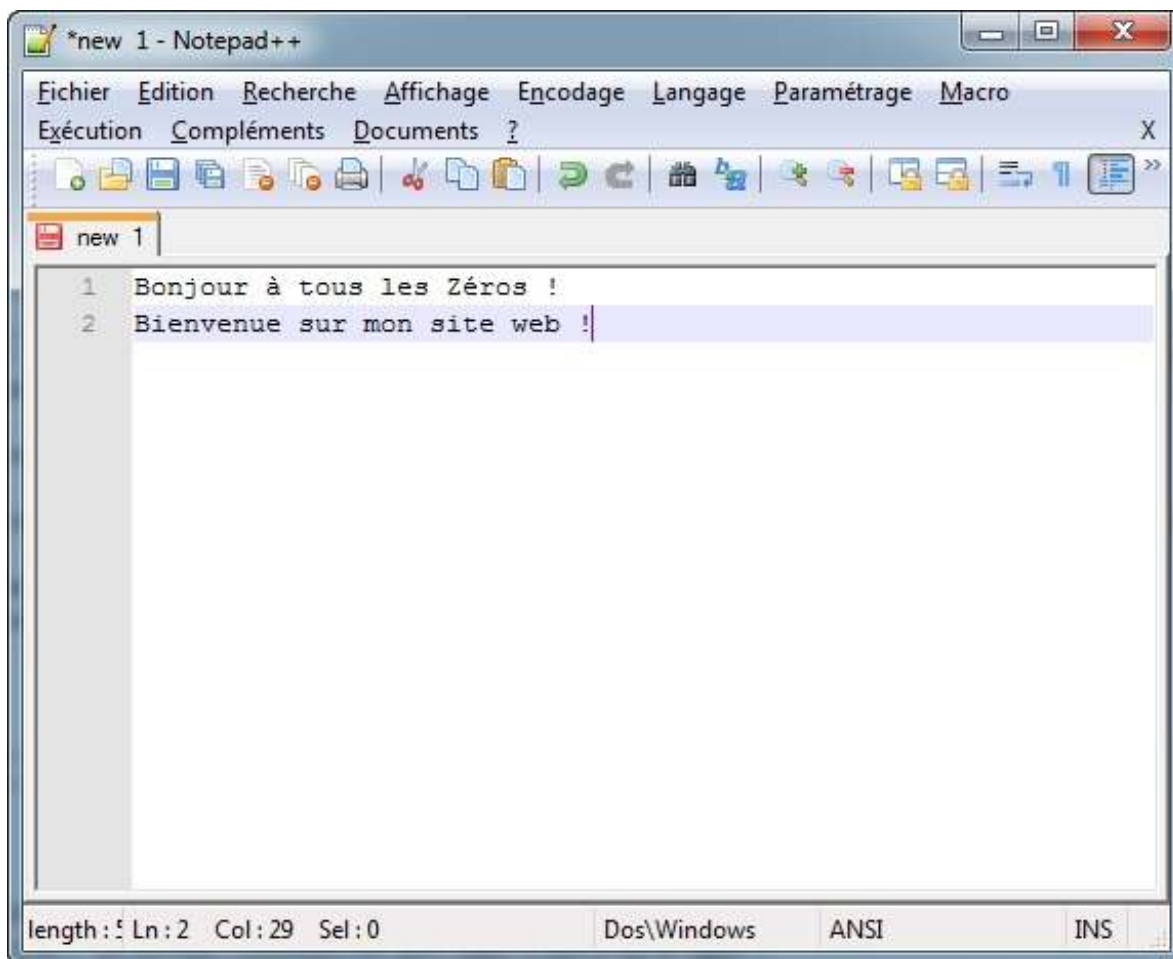 *new 1 - Notepad++
Fichier Edition Recherche Affichage Encodage Langage Paramétrage Macro
Exécution Compléments Documents ? X
new 1
1 Bonjour à tous les Zéros !
2 Bienvenue sur mon site web !
length : Ln : 2 Col : 29 Sel : 0 Dos\Windows ANSI INS